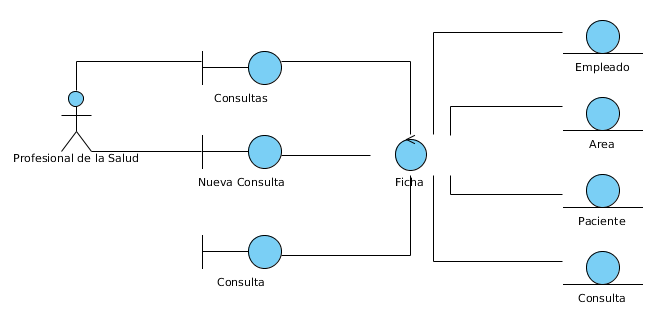 Empleado
Consultas
Area
Profesional de la Salud
Nueva Consulta
Ficha
Paciente
Consulta
Consulta